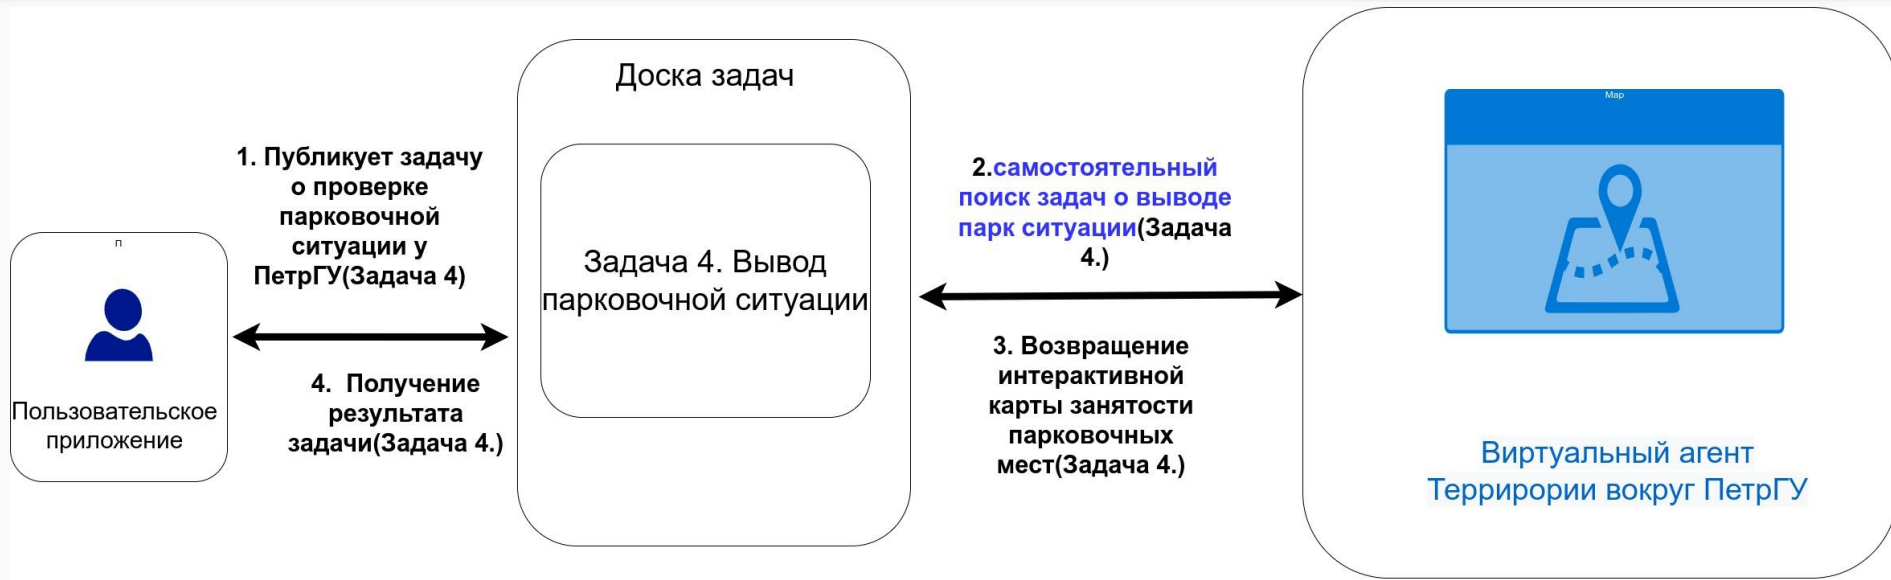 Доска задач
Map
1. Публикует задачу
о проверке
парковочной
ситуации у
ПетрГУ(Задача 4)
2.самостоятельный
поиск задач о выводе
парк ситуации(Задача
4.)
П
Задача 4. Вывод
парковочной ситуации
3. Возвращение
интерактивной
карты занятости
парковочных
мест(Задача 4.)
4. Получение
результата
задачи(Задача 4.)
Пользовательское
приложение
Виртуальный агент
Террирории вокруг ПетрГУ